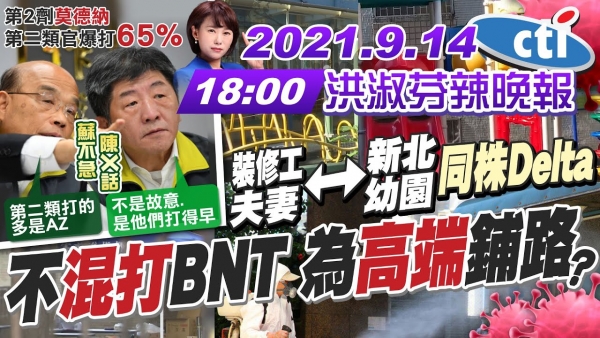 第2劑莫德納
第二類官爆打65%
2021.9.14
cti
18:00 洪淑芬辣晚報
蘇不急
陳ㄨ話
第二類打的
多是AZ
不是故意.
是他們打得早
裝修工
夫妻
新北
幼園
同株Delta
不混打BNT 為高端鋪路?